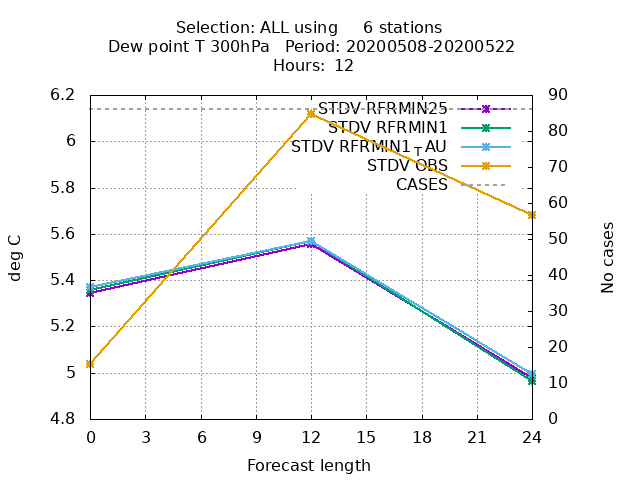 Selection: ALL using 6 stations
Dew point T 300hPa Period: 20200508-20200522
Hours: 12
6.2
6
5.8
5.6
5.4
5.2
5
4.8
deg C
STDV RFRMIN25
STDV RFRMIN1
STDV RFRMIN1TAU
STDV OBS
CASES
90
80
70
60
50
40
30
20
10
0
No cases
0 3 6 9 12 15 18 21 24
Forecast length